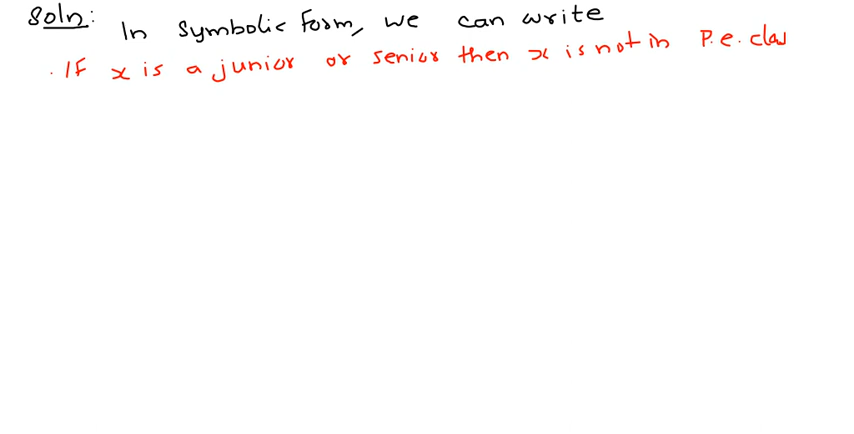 Soln:
In Symbolic Form, we can write
. If x is a junior or senior then x is not in P.e. clas